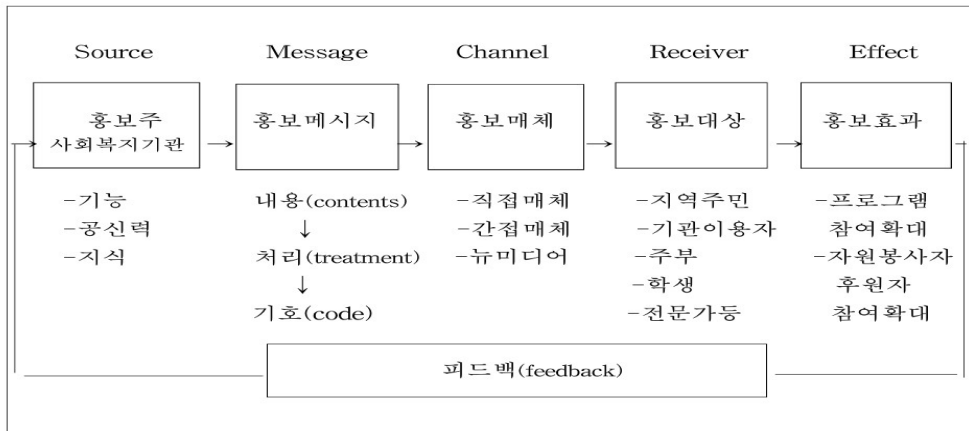 Source Message Channel Receiver Effect
홍보주
사회복지기관
홍보메시지
홍보매체
홍보대상
홍보효과
-기능
-공신력
-지식
내용(contents)
↓
처리(treatment)
↓
기호(code)
-직접매체
-간접매체
-뉴미디어
-지역주민
-기관이용자
-주부
-학생
-전문가등
-프로그램
참여확대
-자원봉사자
후원자
참여확대
피드백(feedback)